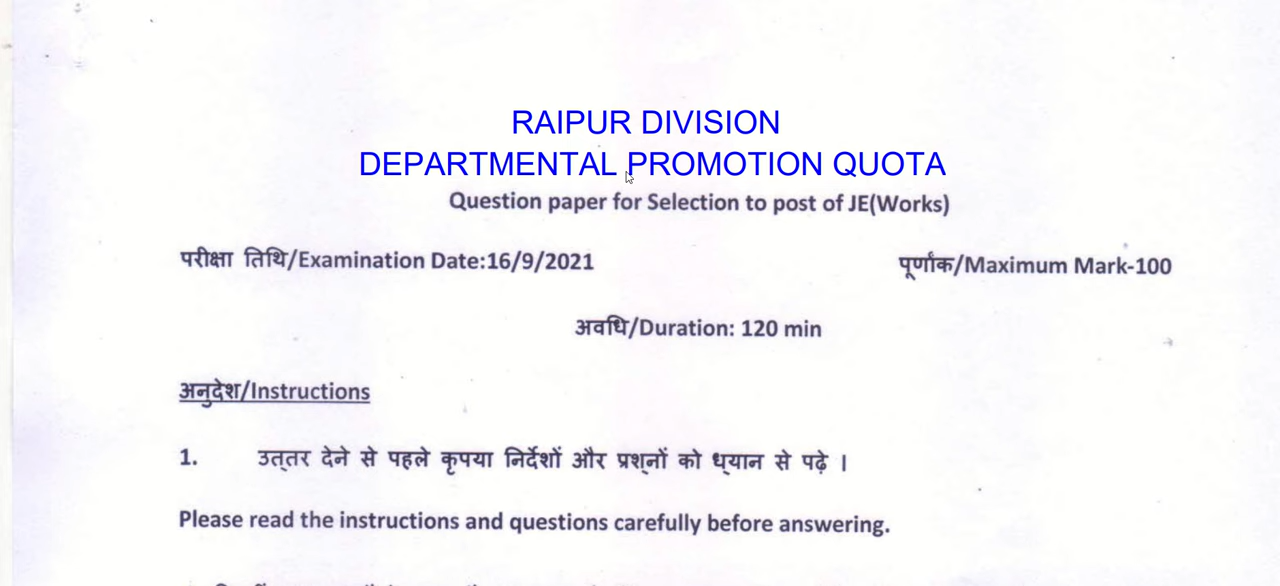 RAIPUR DIVISION
DEPARTMENTAL PROMOTION QUOTA
Question paper for Selection to post of JE(Works)
परीक्षा तिथि/Examination Date:16/9/2021 पूर्णांक/Maximum Mark-100
अवधि/Duration: 120 min
अनुदेश/Instructions
1. उत्‌तर देने से पहले कृपया निर्देशों और प्रश्‌नों को ध्‌यान से पढ़े ।
Please read the instructions and questions carefully before answering.